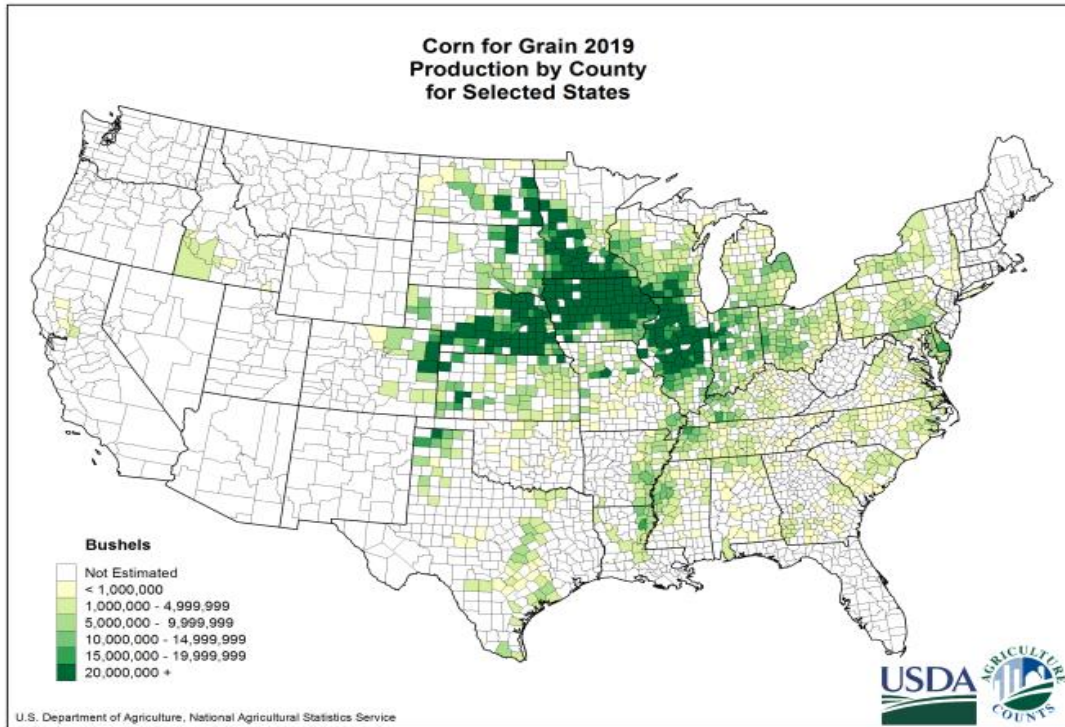 Corn for Grain 2019
Production by County
for Selected States
Bushels
Not Estimated
< 1,000,000
1,000,000 - 4,999,999
5,000,000 - 9,999,999
10,000,000 - 14,999,999
15,000,000 - 19,999,999
20,000,000 +
U.S. Department of Agriculture, National Agricultural Statistics Service
USDA
AGRICULTURE
COUNTS